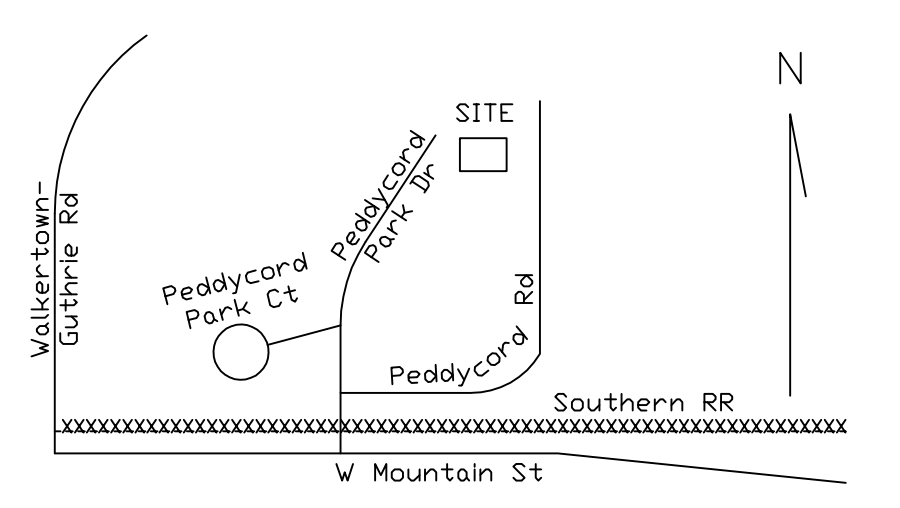 N
SITE
Peddycord
Park Dr
Walkertown-
Guthrie Rd
Peddycord
Park Ct
Peddycord Rd
Southern RR
W Mountain St